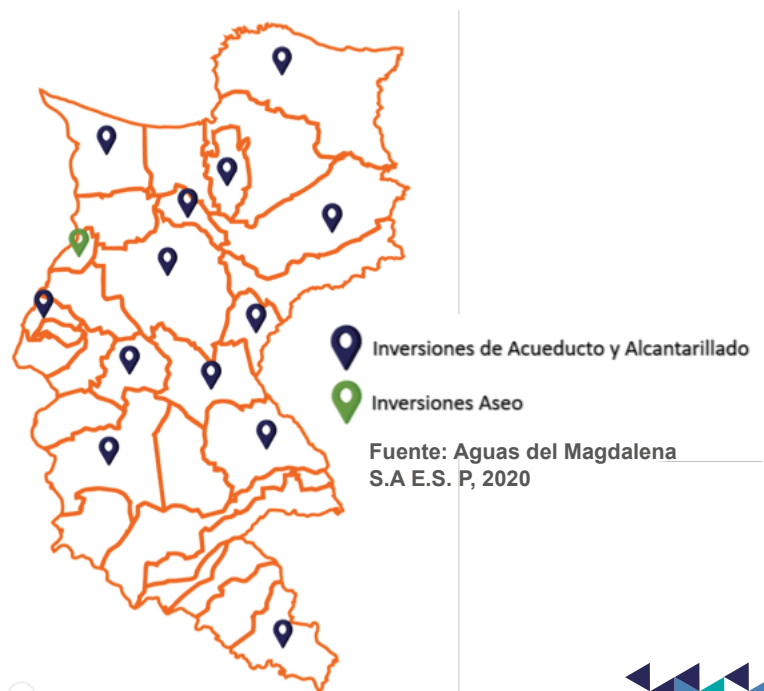 Inversiones de Acueducto y Alcantarillado
Inversiones Aseo
Fuente: Aguas del Magdalena
S.A E.S. P, 2020